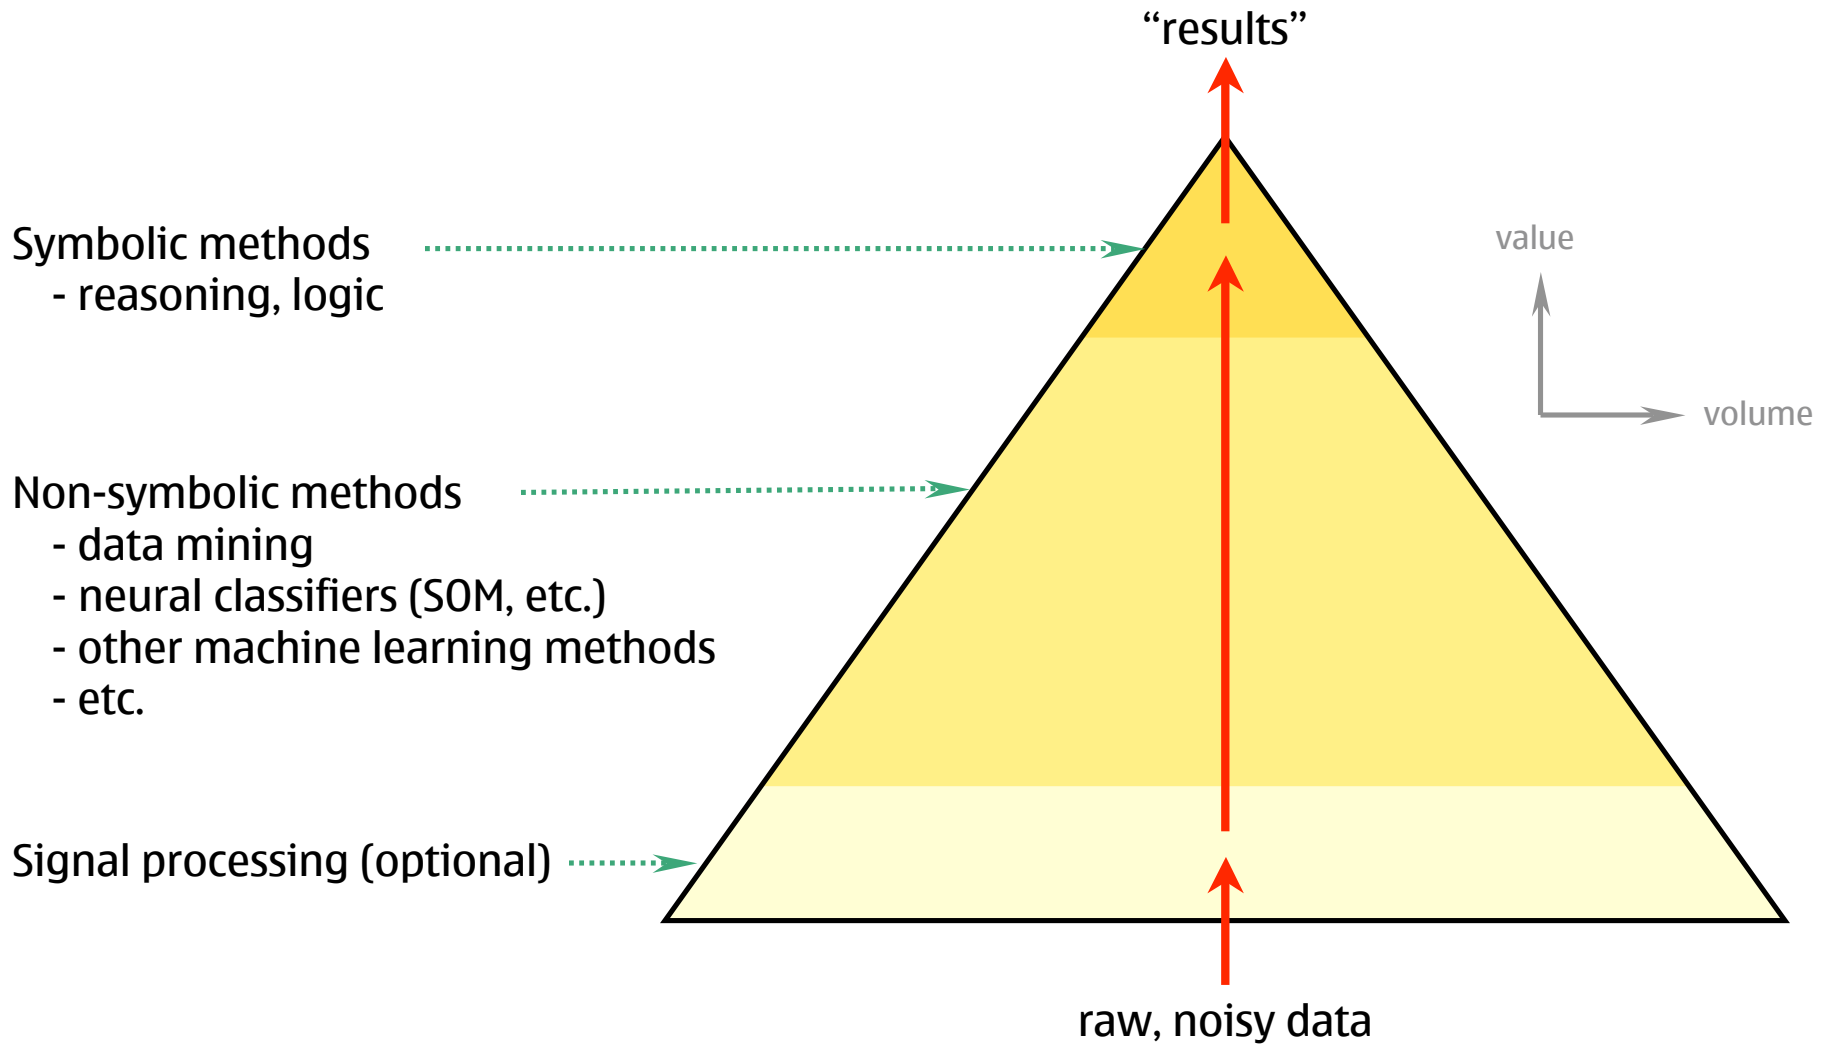 “results”
Symbolic methods
- reasoning, logic
value
volume
Non-symbolic methods
- data mining
- neural classifiers (SOM, etc.)
- other machine learning methods
- etc.
Signal processing (optional)
raw, noisy data